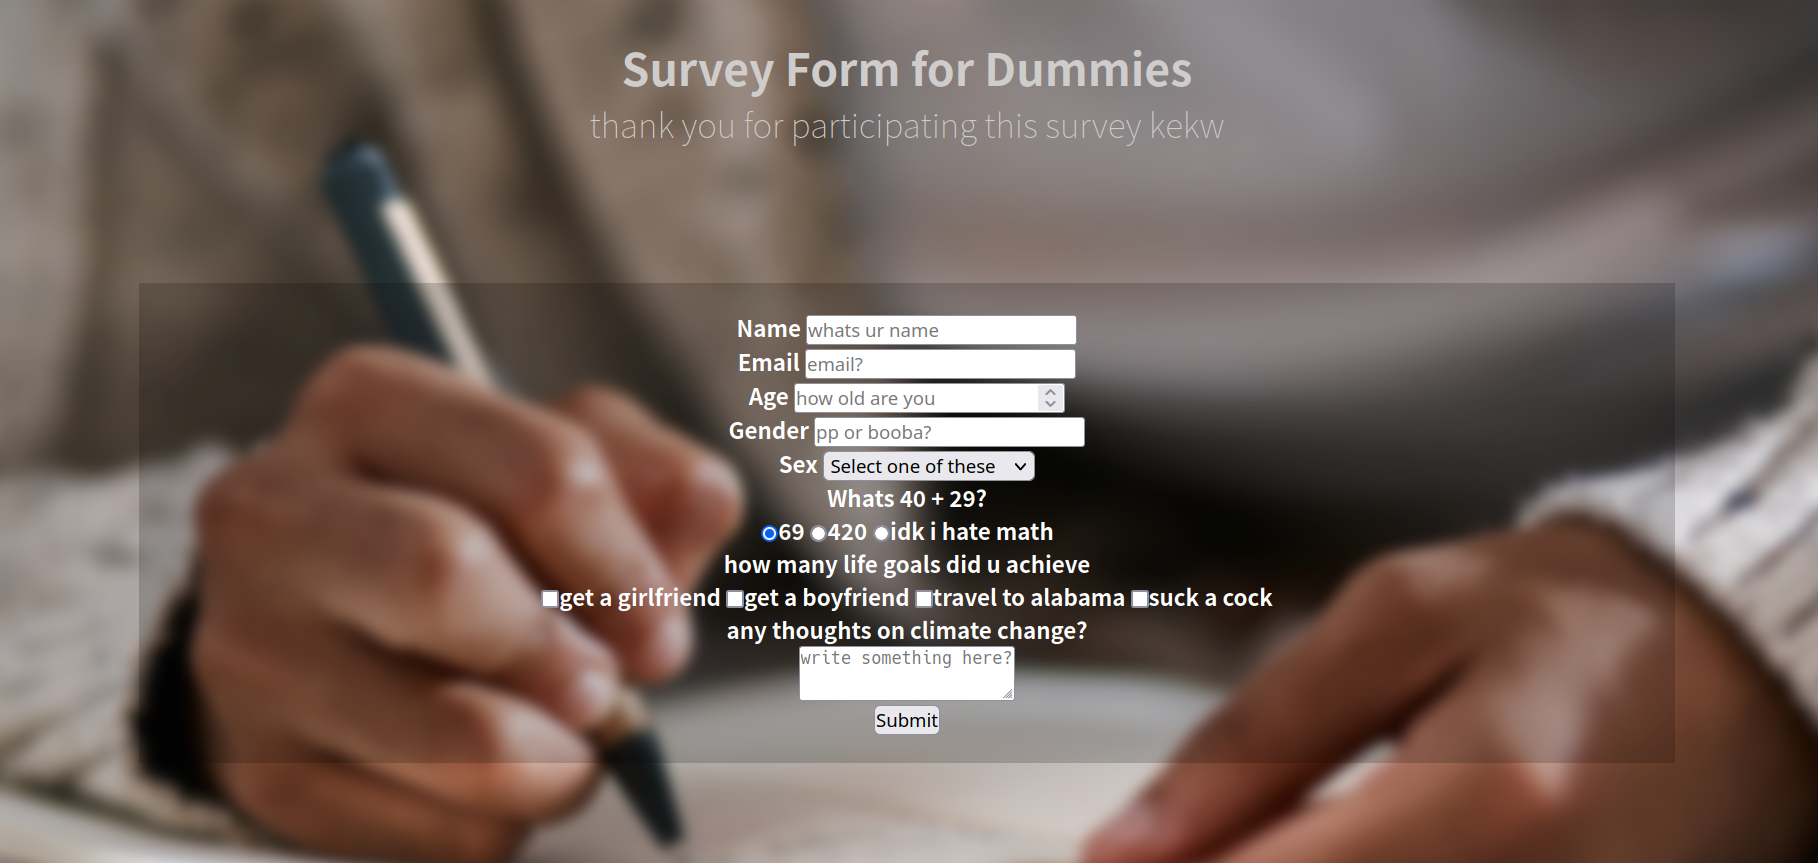 Survey Form for Dummies
thank you for participating this survey kekw
Name whats ur name
Email email?
Age how old are you
Gender pp or booba?
Sex Select one of these
Whats 40 + 29?
69 420 idk i hate math
how many life goals did u achieve
get a girlfriend get a boyfriend travel to alabama suck a cock
any thoughts on climate change?
write something here?
Submit